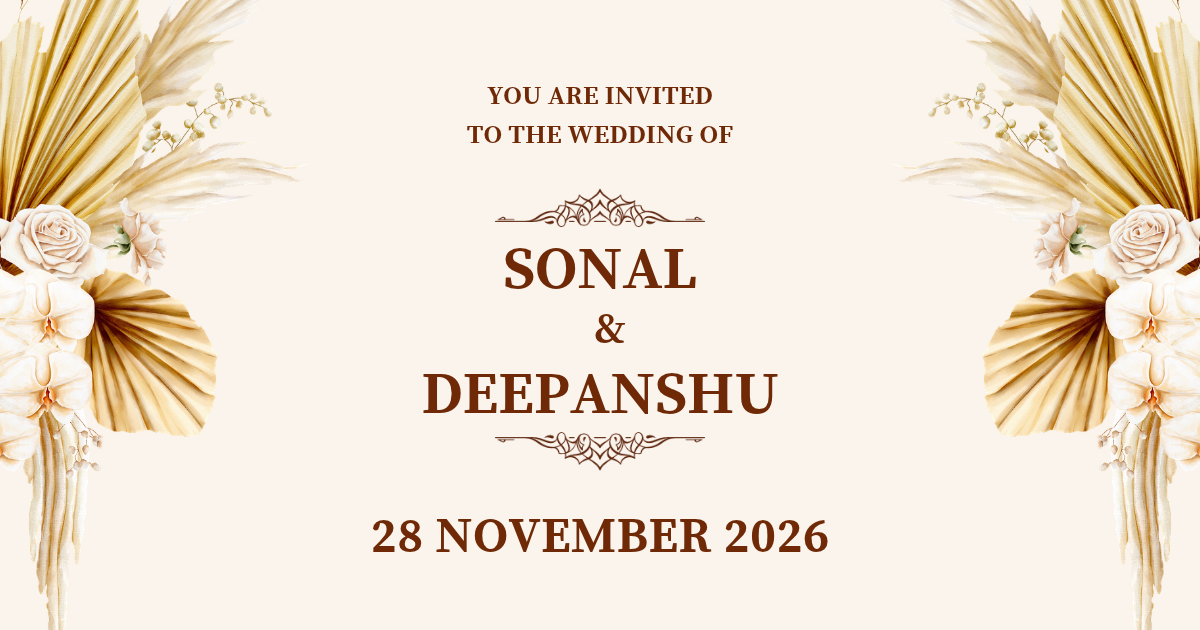 YOU ARE INVITED
TO THE WEDDING OF
SONAL
&
DEEPANSHU
28 NOVEMBER 2026